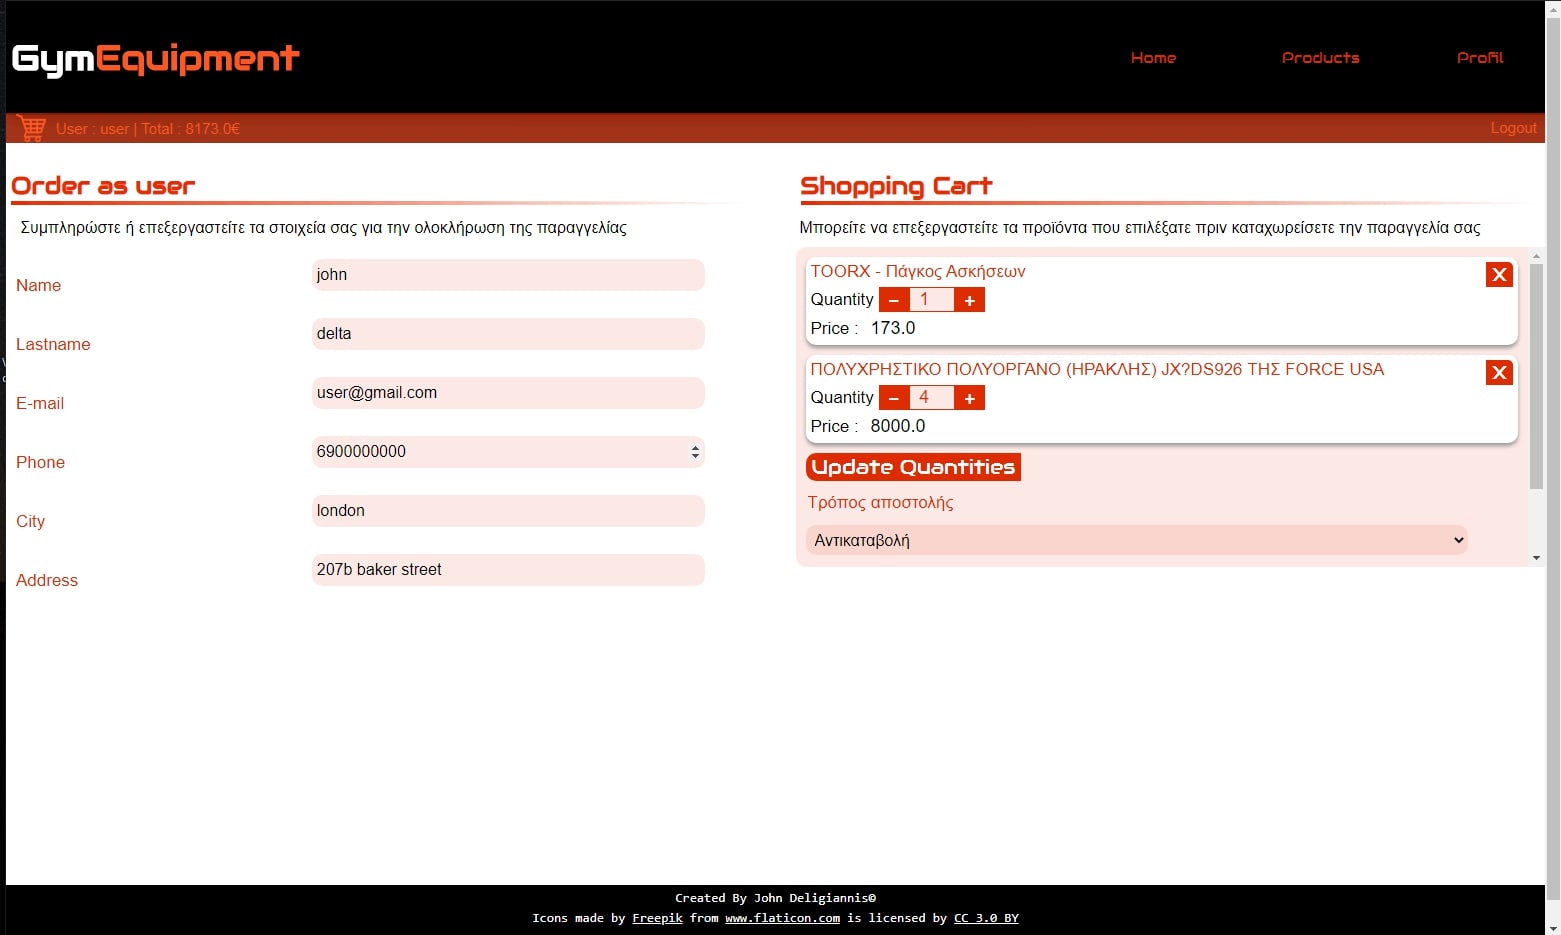 GymEquipment
Home
Products
Profil
User : user | Total : 8173.0€
Logout
Order as user
Συμπληρώστε ή επεξεργαστείτε τα στοιχεία σας για την ολοκλήρωση της παραγγελίας
Name
john
Lastname
delta
E-mail
user@gmail.com
Phone
6900000000
City
london
Address
207b baker street
Shopping Cart
Μπορείτε να επεξεργαστείτε τα προϊόντα που επιλέξατε πριν καταχωρείσετε την παραγγελία σας
TOORX - Πάγκος Ασκήσεων
X
Quantity – 1 +
Price : 173.0
ΠΟΛΥΧΡΗΣΤΙΚΟ ΠΟΛΥΟΡΓΑΝΟ (ΗΡΑΚΛΗΣ) JX?DS926 ΤΗΣ FORCE USA
X
Quantity – 4 +
Price : 8000.0
Update Quantities
Τρόπος αποστολής
Αντικαταβολή
Created By John Deligiannis©
Icons made by Freepik from www.flaticon.com is licensed by CC 3.0 BY